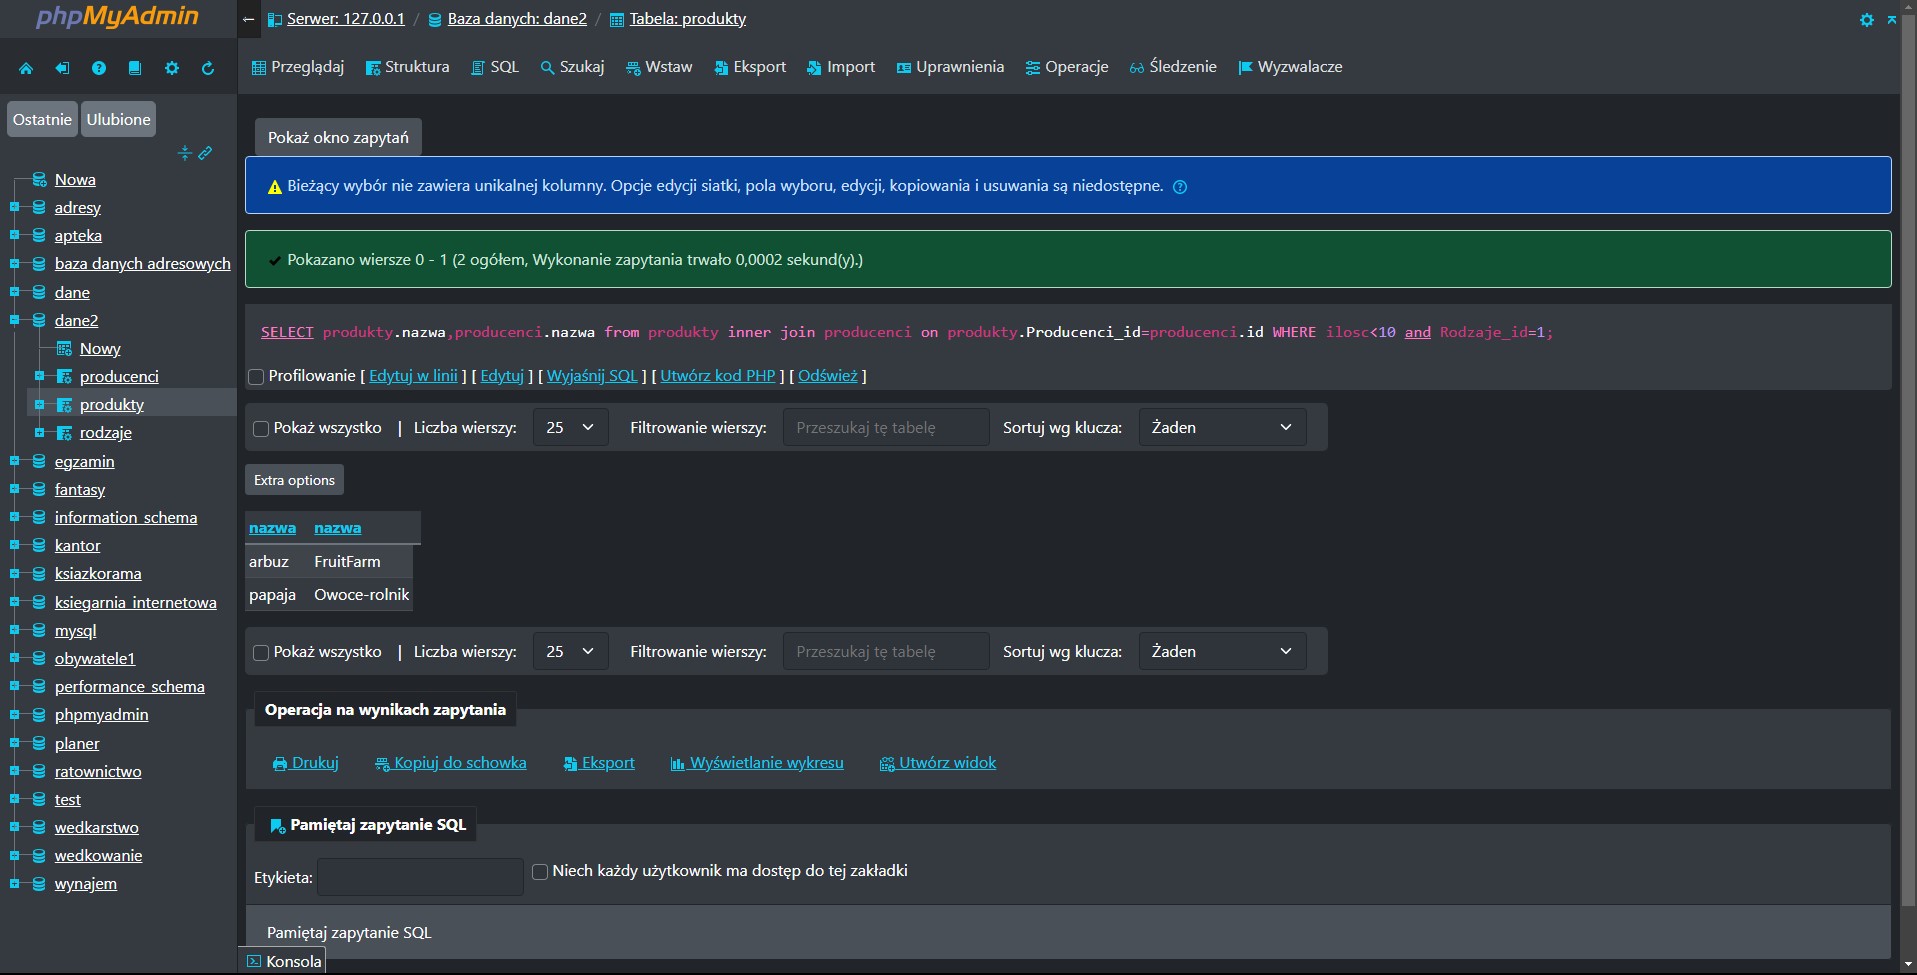 phpMyAdmin
Ostatnie Ulubione
Nowa
adresy
apteka
baza danych adresowych
dane
dane2
Nowy
producenci
produkty
rodzaje
egzamin
fantasy
information_schema
kantor
ksiazkorama
ksiegarnia_internetowa
mysql
obywatele1
performance_schema
phpmyadmin
planer
ratownictwo
test
wedkarstwo
wedkowanie
wynajem
Serwer: 127.0.0.1 / Baza danych: dane2 / Tabela: produkty
Przeglądaj Struktura SQL Szukaj Wstaw Eksport Import Uprawnienia Operacje Śledzenie Wyzwalacze
Pokaż okno zapytań
Bieżący wybór nie zawiera unikalnej kolumny. Opcje edycji siatki, pola wyboru, edycji, kopiowania i usuwania są niedostępne.
Pokazano wiersze 0 - 1 (2 ogółem, Wykonanie zapytania trwało 0,0002 sekund(y).)
SELECT produkty.nazwa,producenci.nazwa from produkty inner join producenci on produkty.Producenci_id=producenci.id WHERE ilosc<10 and Rodzaje_id=1;
Profilowanie [ Edytuj w linii ] [ Edytuj ] [ Wyjaśnij SQL ] [ Utwórz kod PHP ] [ Odśwież ]
Pokaż wszystko | Liczba wierszy: 25 Filtrowanie wierszy: Przeszukaj tę tabelę Sortuj wg klucza: Żaden
Extra options
nazwa nazwa
arbuz FruitFarm
papaja Owoce-rolnik
Pokaż wszystko | Liczba wierszy: 25 Filtrowanie wierszy: Przeszukaj tę tabelę Sortuj wg klucza: Żaden
Operacja na wynikach zapytania
Drukuj Kopiuj do schowka Eksport Wyświetlanie wykresu Utwórz widok
Pamiętaj zapytanie SQL
Etykieta: Niech każdy użytkownik ma dostęp do tej zakładki
Pamiętaj zapytanie SQL
Konsola